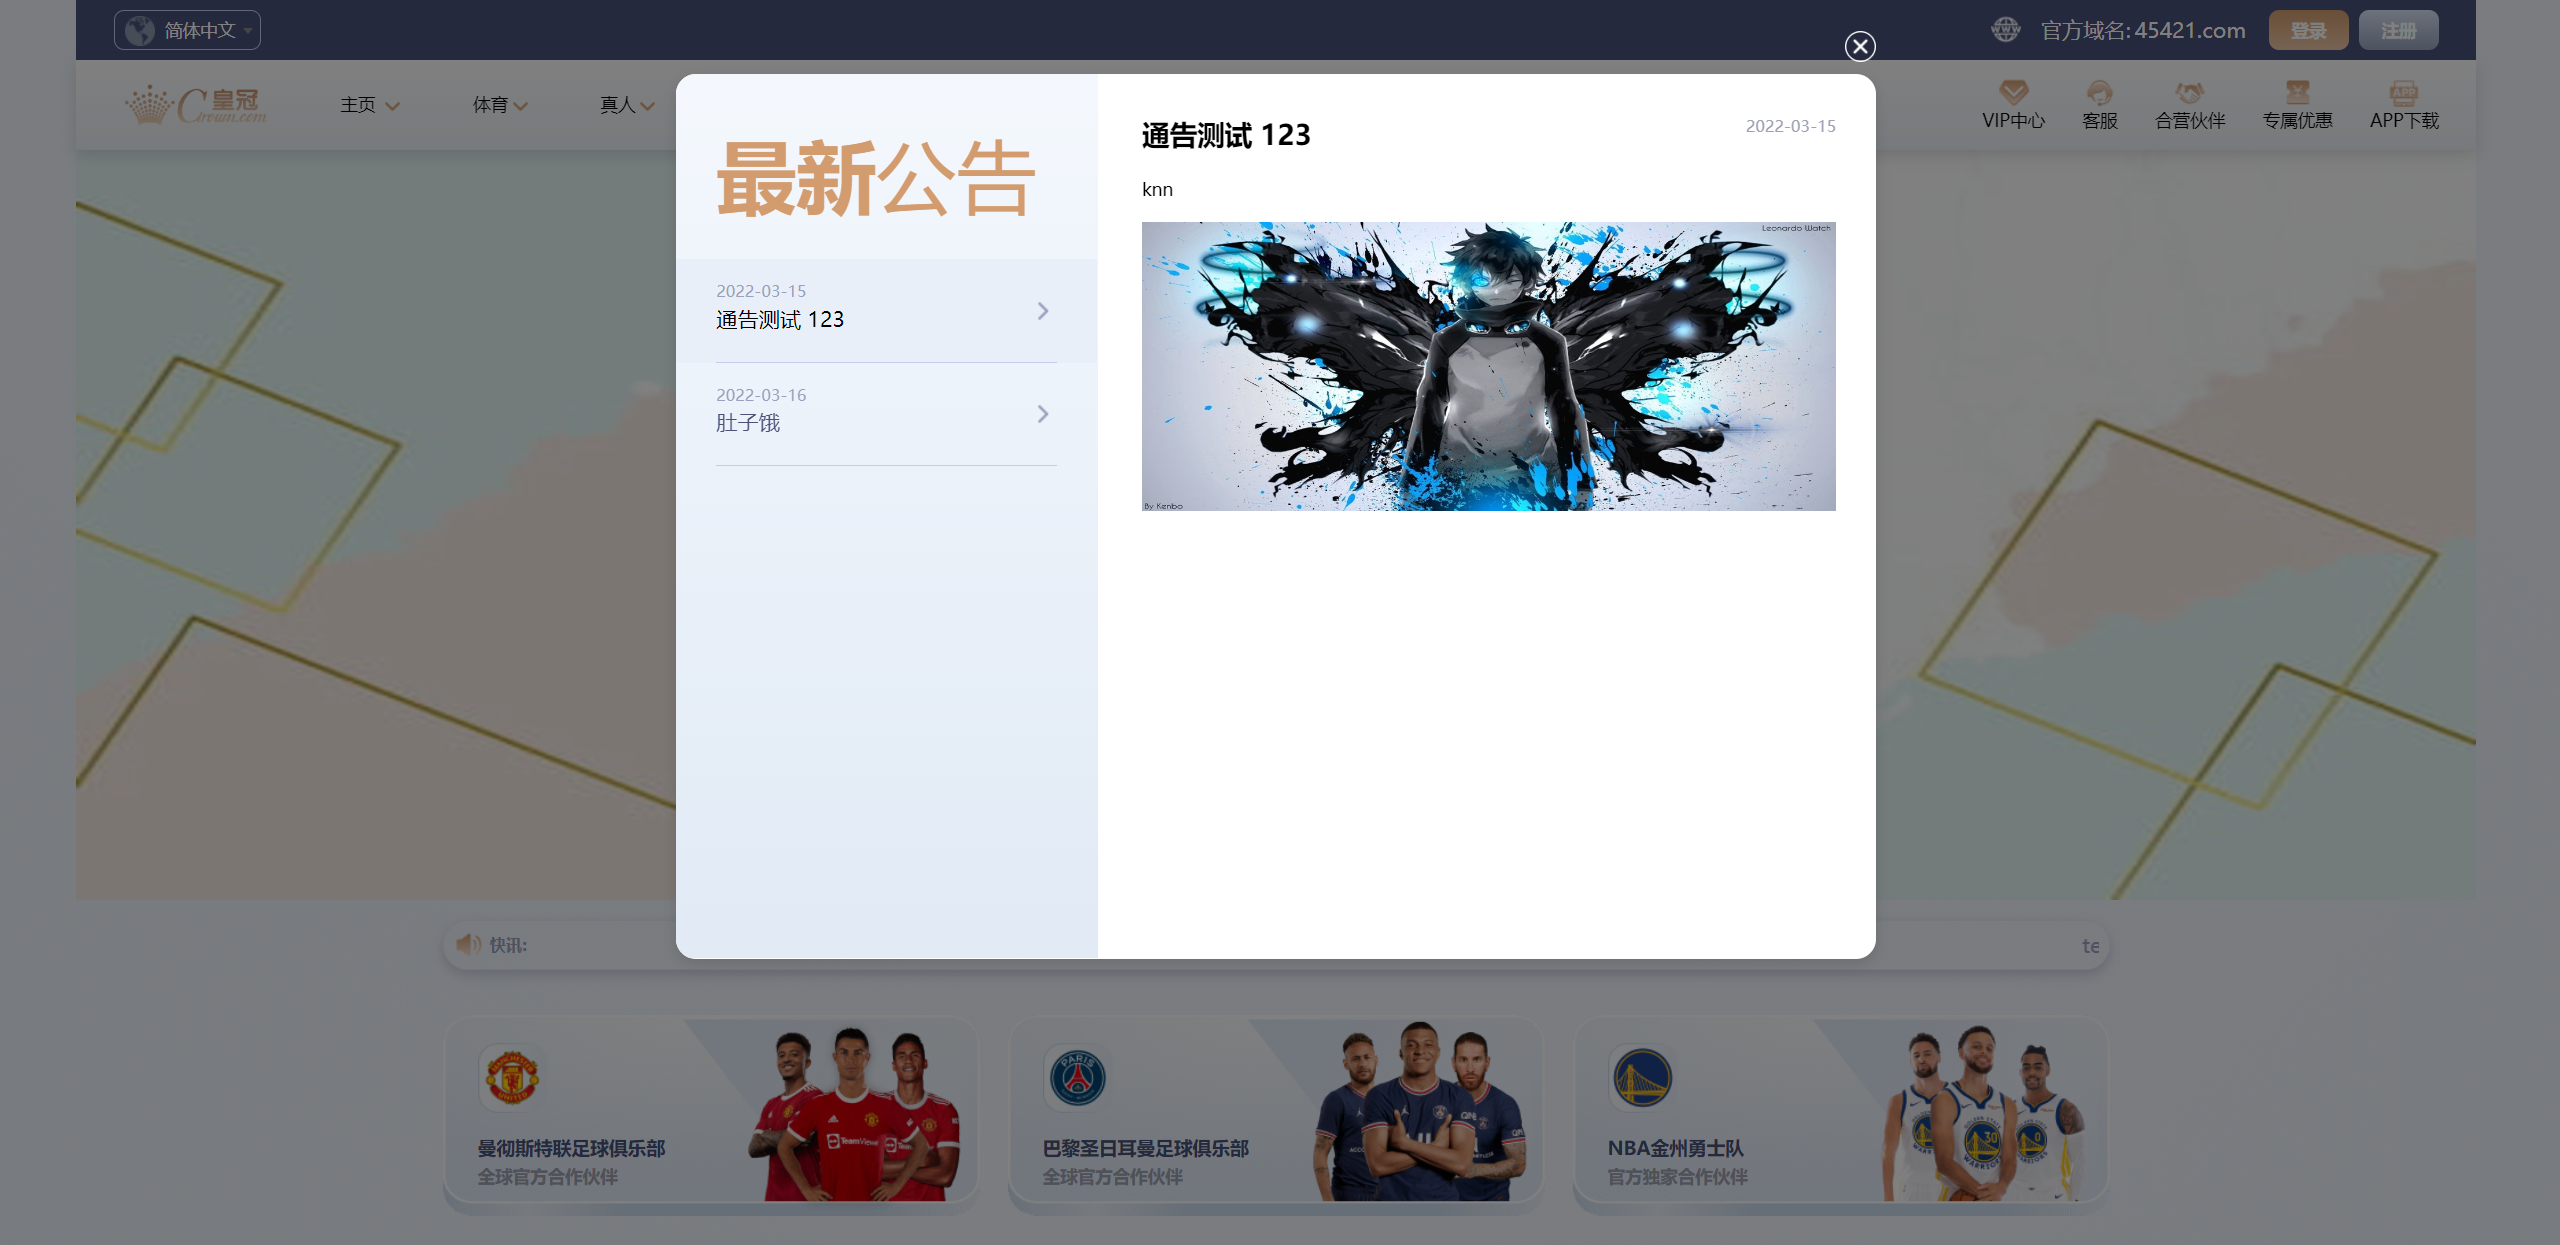 简体中文
官方域名: 45421.com
登录
注册
皇冠
主页
体育
真人
VIP中心
客服
合营伙伴
专属优惠
APP下载
最新公告
2022-03-15
通告测试 123
2022-03-16
肚子饿
通告测试 123
2022-03-15
knn
Leonardo Watch
By Kenbo
快讯:
te
曼彻斯特联足球俱乐部
全球官方合作伙伴
巴黎圣日耳曼足球俱乐部
全球官方合作伙伴
NBA金州勇士队
官方独家合作伙伴